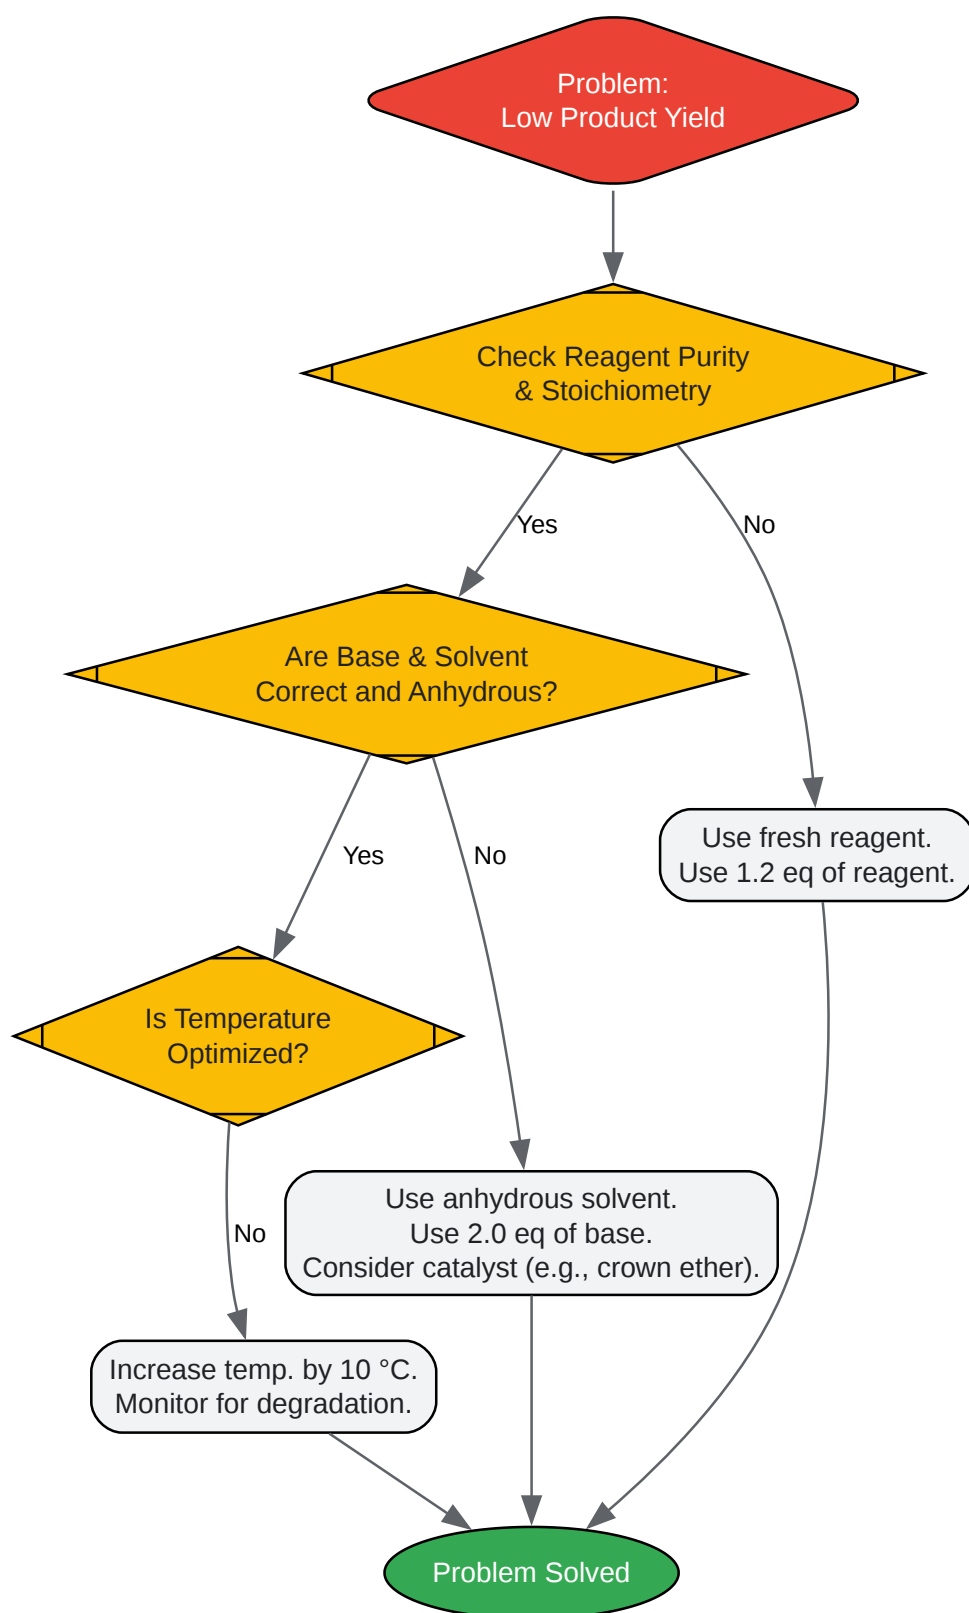 Problem:
Low Product Yield
Check Reagent Purity
& Stoichiometry
Yes
No
Are Base & Solvent
Correct and Anhydrous?
Use fresh reagent.
Use 1.2 eq of reagent.
Yes
No
Is Temperature
Optimized?
Use anhydrous solvent.
Use 2.0 eq of base.
Consider catalyst (e.g., crown ether).
No
Increase temp. by 10 °C.
Monitor for degradation.
Problem Solved